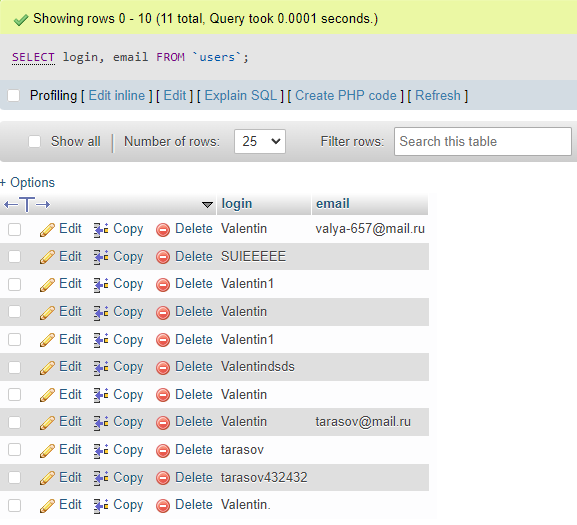 Showing rows 0 - 10 (11 total, Query took 0.0001 seconds.)
SELECT login, email FROM `users`;
Profiling [ Edit inline ] [ Edit ] [ Explain SQL ] [ Create PHP code ] [ Refresh ]
Show all Number of rows: 25 Filter rows: Search this table
+ Options
←T→ login email
Edit Copy Delete Valentin valya-657@mail.ru
Edit Copy Delete SUIEEEEE
Edit Copy Delete Valentin1
Edit Copy Delete Valentin
Edit Copy Delete Valentin1
Edit Copy Delete Valentindsds
Edit Copy Delete Valentin
Edit Copy Delete Valentin tarasov@mail.ru
Edit Copy Delete tarasov
Edit Copy Delete tarasov432432
Edit Copy Delete Valentin.